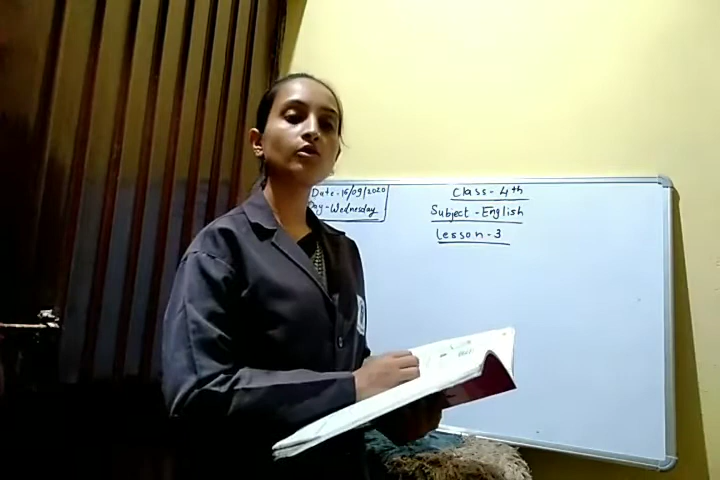 Date:-16/09/2020
Day-Wednesday
Class-4th
Subject-English
Lesson-3